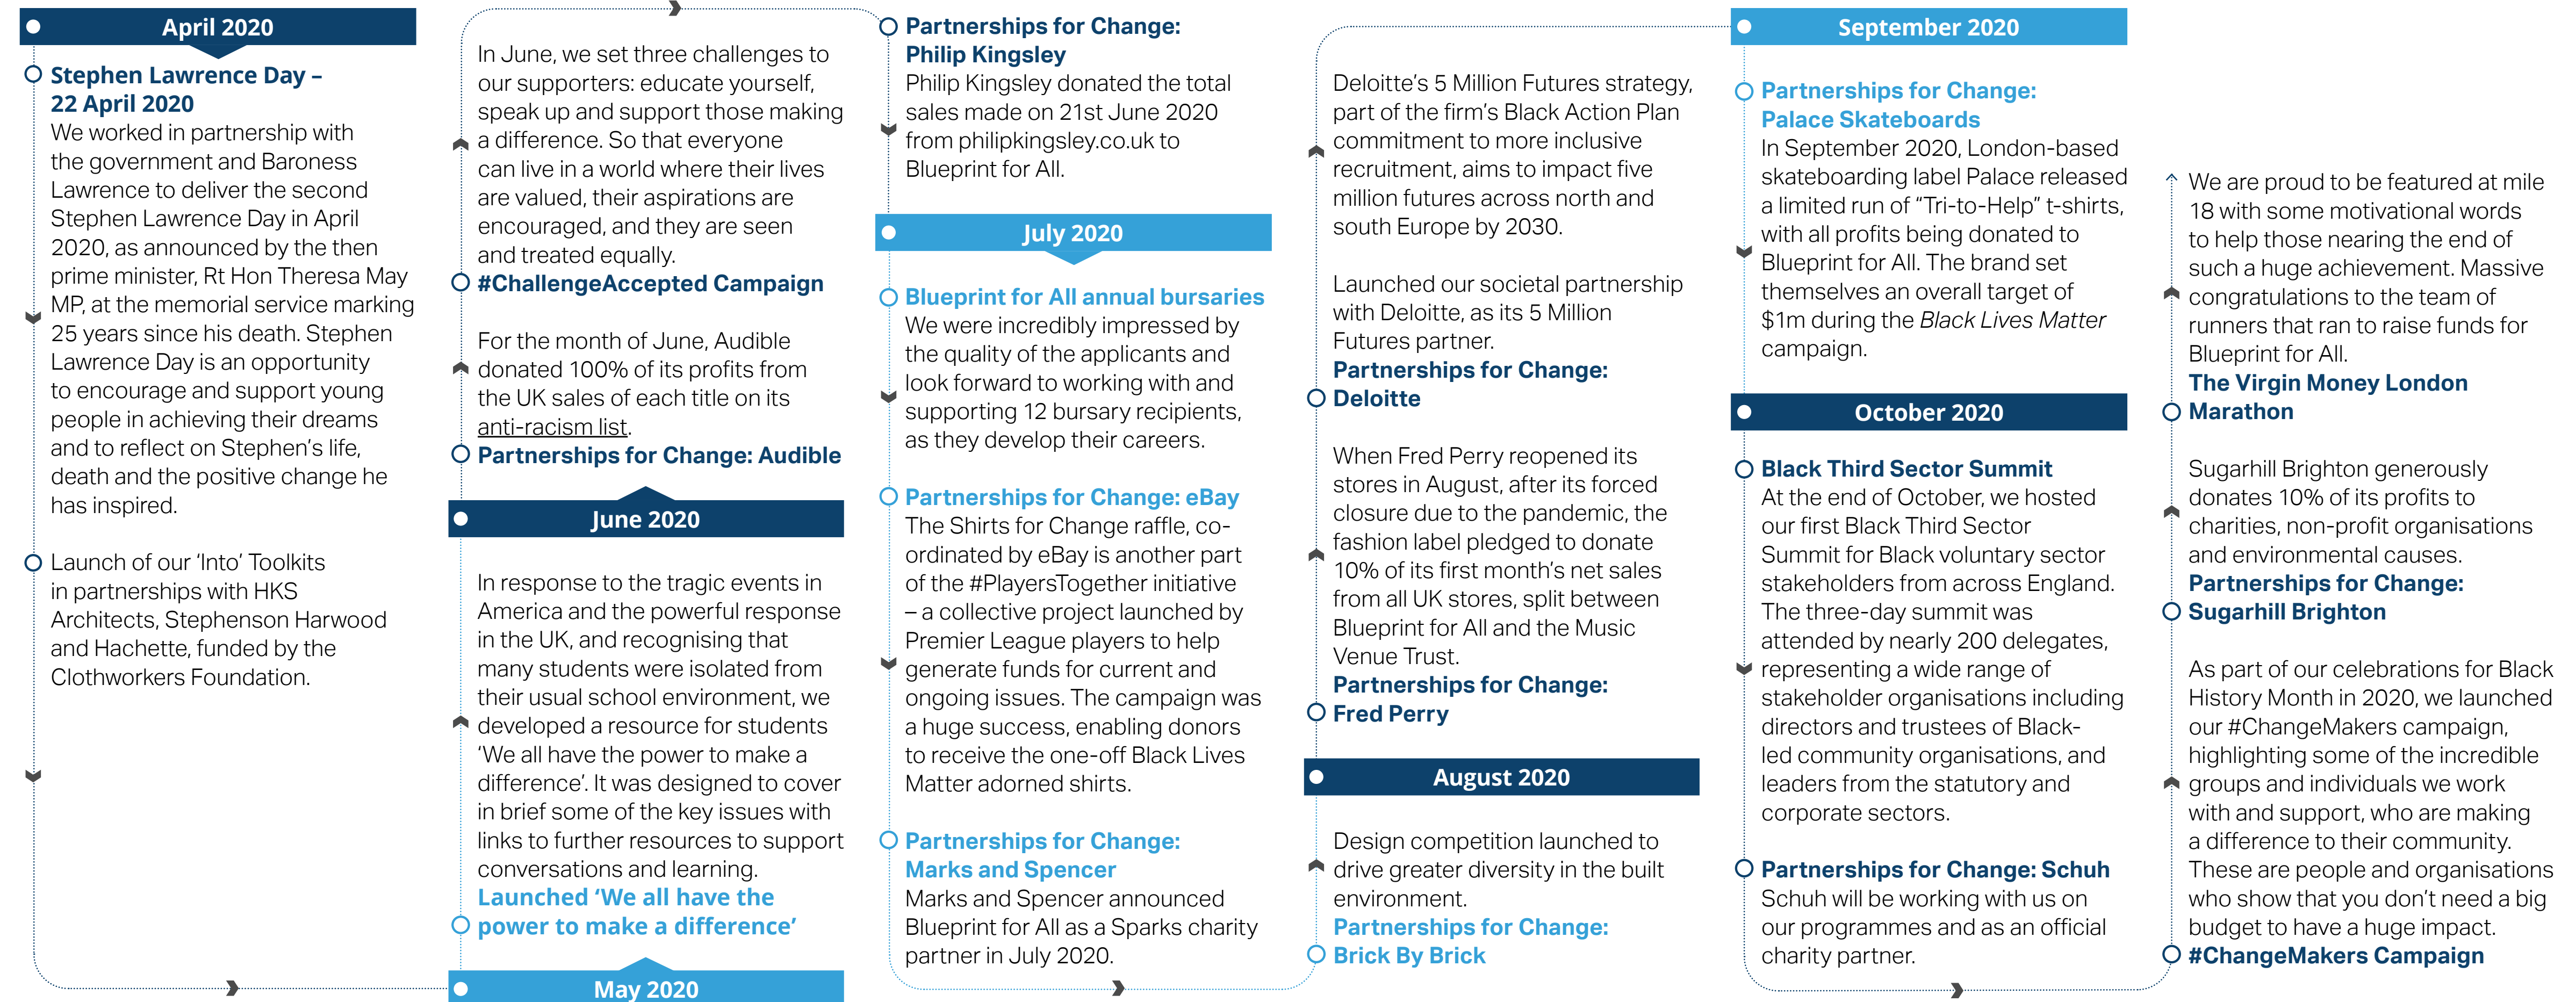 April 2020
Stephen Lawrence Day –
22 April 2020
We worked in partnership with
the government and Baroness
Lawrence to deliver the second
Stephen Lawrence Day in April
2020, as announced by the then
prime minister, Rt Hon Theresa May
MP, at the memorial service marking
25 years since his death. Stephen
Lawrence Day is an opportunity
to encourage and support young
people in achieving their dreams
and to reflect on Stephen's life,
death and the positive change he
has inspired.
Launch of our 'Into' Toolkits
in partnerships with HKS
Architects, Stephenson Harwood
and Hachette, funded by the
Clothworkers Foundation.
In June, we set three challenges to
our supporters: educate yourself,
speak up and support those making
a difference. So that everyone
can live in a world where their lives
are valued, their aspirations are
encouraged, and they are seen
and treated equally.
#ChallengeAccepted Campaign
For the month of June, Audible
donated 100% of its profits from
the UK sales of each title on its
anti-racism list.
Partnerships for Change: Audible
June 2020
In response to the tragic events in
America and the powerful response
in the UK, and recognising that
many students were isolated from
their usual school environment, we
developed a resource for students
'We all have the power to make a
difference'. It was designed to cover
in brief some of the key issues with
links to further resources to support
conversations and learning.
Launched 'We all have the
power to make a difference'
May 2020
Partnerships for Change:
Philip Kingsley
Philip Kingsley donated the total
sales made on 21st June 2020
from philipkingsley.co.uk to
Blueprint for All.
July 2020
Blueprint for All annual bursaries
We were incredibly impressed by
the quality of the applicants and
look forward to working with and
supporting 12 bursary recipients,
as they develop their careers.
Partnerships for Change: eBay
The Shirts for Change raffle, co-
ordinated by eBay is another part
of the #PlayersTogether initiative
– a collective project launched by
Premier League players to help
generate funds for current and
ongoing issues. The campaign was
a huge success, enabling donors
to receive the one-off Black Lives
Matter adorned shirts.
Partnerships for Change:
Marks and Spencer
Marks and Spencer announced
Blueprint for All as a Sparks charity
partner in July 2020.
Deloitte's 5 Million Futures strategy,
part of the firm's Black Action Plan
commitment to more inclusive
recruitment, aims to impact five
million futures across north and
south Europe by 2030.
Launched our societal partnership
with Deloitte, as its 5 Million
Futures partner.
Partnerships for Change:
Deloitte
When Fred Perry reopened its
stores in August, after its forced
closure due to the pandemic, the
fashion label pledged to donate
10% of its first month's net sales
from all UK stores, split between
Blueprint for All and the Music
Venue Trust.
Partnerships for Change:
Fred Perry
August 2020
Design competition launched to
drive greater diversity in the built
environment.
Partnerships for Change:
Brick By Brick
September 2020
Partnerships for Change:
Palace Skateboards
In September 2020, London-based
skateboarding label Palace released
a limited run of "Tri-to-Help" t-shirts,
with all profits being donated to
Blueprint for All. The brand set
themselves an overall target of
$1m during the Black Lives Matter
campaign.
October 2020
Black Third Sector Summit
At the end of October, we hosted
our first Black Third Sector
Summit for Black voluntary sector
stakeholders from across England.
The three-day summit was
attended by nearly 200 delegates,
representing a wide range of
stakeholder organisations including
directors and trustees of Black-
led community organisations, and
leaders from the statutory and
corporate sectors.
Partnerships for Change: Schuh
Schuh will be working with us on
our programmes and as an official
charity partner.
We are proud to be featured at mile
18 with some motivational words
to help those nearing the end of
such a huge achievement. Massive
congratulations to the team of
runners that ran to raise funds for
Blueprint for All.
The Virgin Money London
Marathon
Sugarhill Brighton generously
donates 10% of its profits to
charities, non-profit organisations
and environmental causes.
Partnerships for Change:
Sugarhill Brighton
As part of our celebrations for Black
History Month in 2020, we launched
our #ChangeMakers campaign,
highlighting some of the incredible
groups and individuals we work
with and support, who are making
a difference to their community.
These are people and organisations
who show that you don't need a big
budget to have a huge impact.
#ChangeMakers Campaign